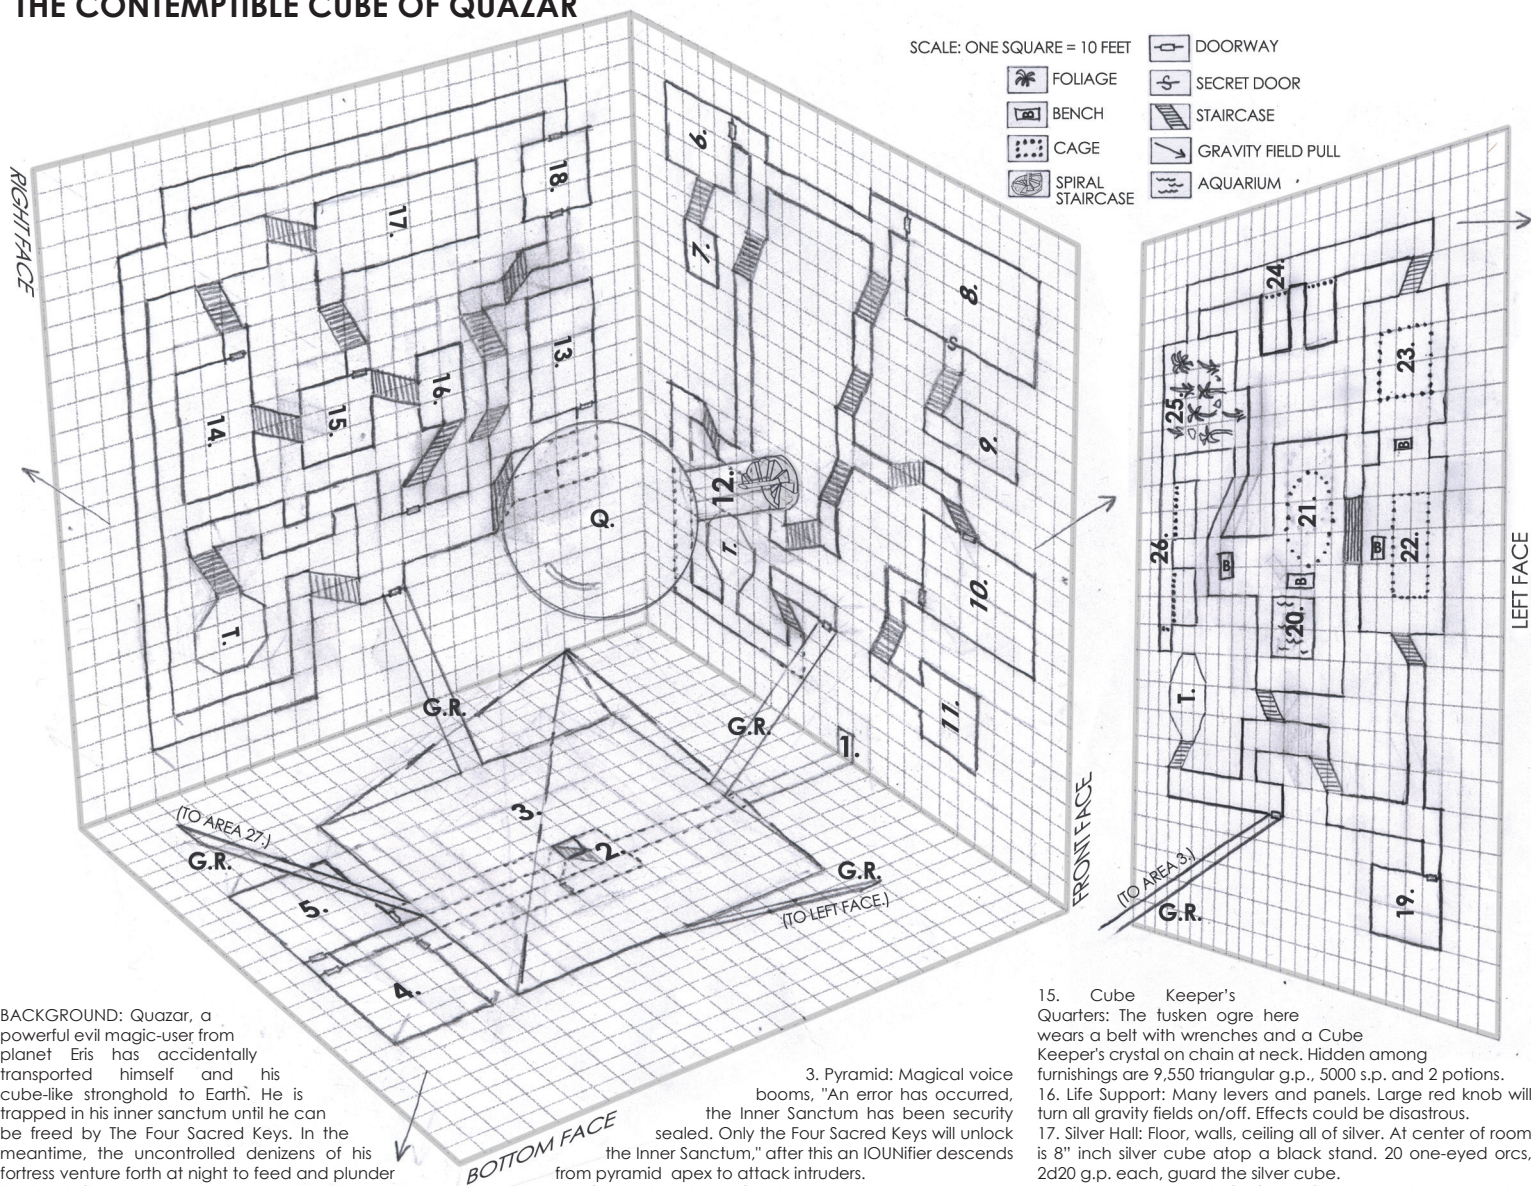 THE CONTEMPTIBLE CUBE OF QUAZAR
SCALE: ONE SQUARE = 10 FEET
FOLIAGE
B BENCH
CAGE
SPIRAL
STAIRCASE
DOORWAY
S SECRET DOOR
STAIRCASE
GRAVITY FIELD PULL
AQUARIUM
RIGHT FACE
18.
17.
13.
16.
15.
14.
T.
Q.
6.
7.
8.
S
9.
12.
T.
10.
11.
G.R.
G.R.
1.
3.
2.
(TO AREA 27.)
G.R.
5.
4.
G.R.
(TO LEFT FACE.)
FRONT FACE
BOTTOM FACE
24.
23.
25.
B
21.
22.
26.
B
B
B
20.
T.
LEFT FACE
(TO AREA 3.)
G.R.
19.
BACKGROUND: Quazar, a
powerful evil magic-user from
planet Eris has accidentally
transported himself and his
cube-like stronghold to Earth. He is
trapped in his inner sanctum until he can
be freed by The Four Sacred Keys. In the
meantime, the uncontrolled denizens of his
fortress venture forth at night to feed and plunder
3. Pyramid: Magical voice
booms, "An error has occurred,
the Inner Sanctum has been security
sealed. Only the Four Sacred Keys will unlock
the Inner Sanctum," after this an IOUNifier descends
from pyramid apex to attack intruders.
15. Cube Keeper's
Quarters: The tusken ogre here
wears a belt with wrenches and a Cube
Keeper's crystal on chain at neck. Hidden among
furnishings are 9,550 triangular g.p., 5000 s.p. and 2 potions.
16. Life Support: Many levers and panels. Large red knob will
turn all gravity fields on/off. Effects could be disastrous.
17. Silver Hall: Floor, walls, ceiling all of silver. At center of room
is 8" inch silver cube atop a black stand. 20 one-eyed orcs,
2d20 g.p. each, guard the silver cube.